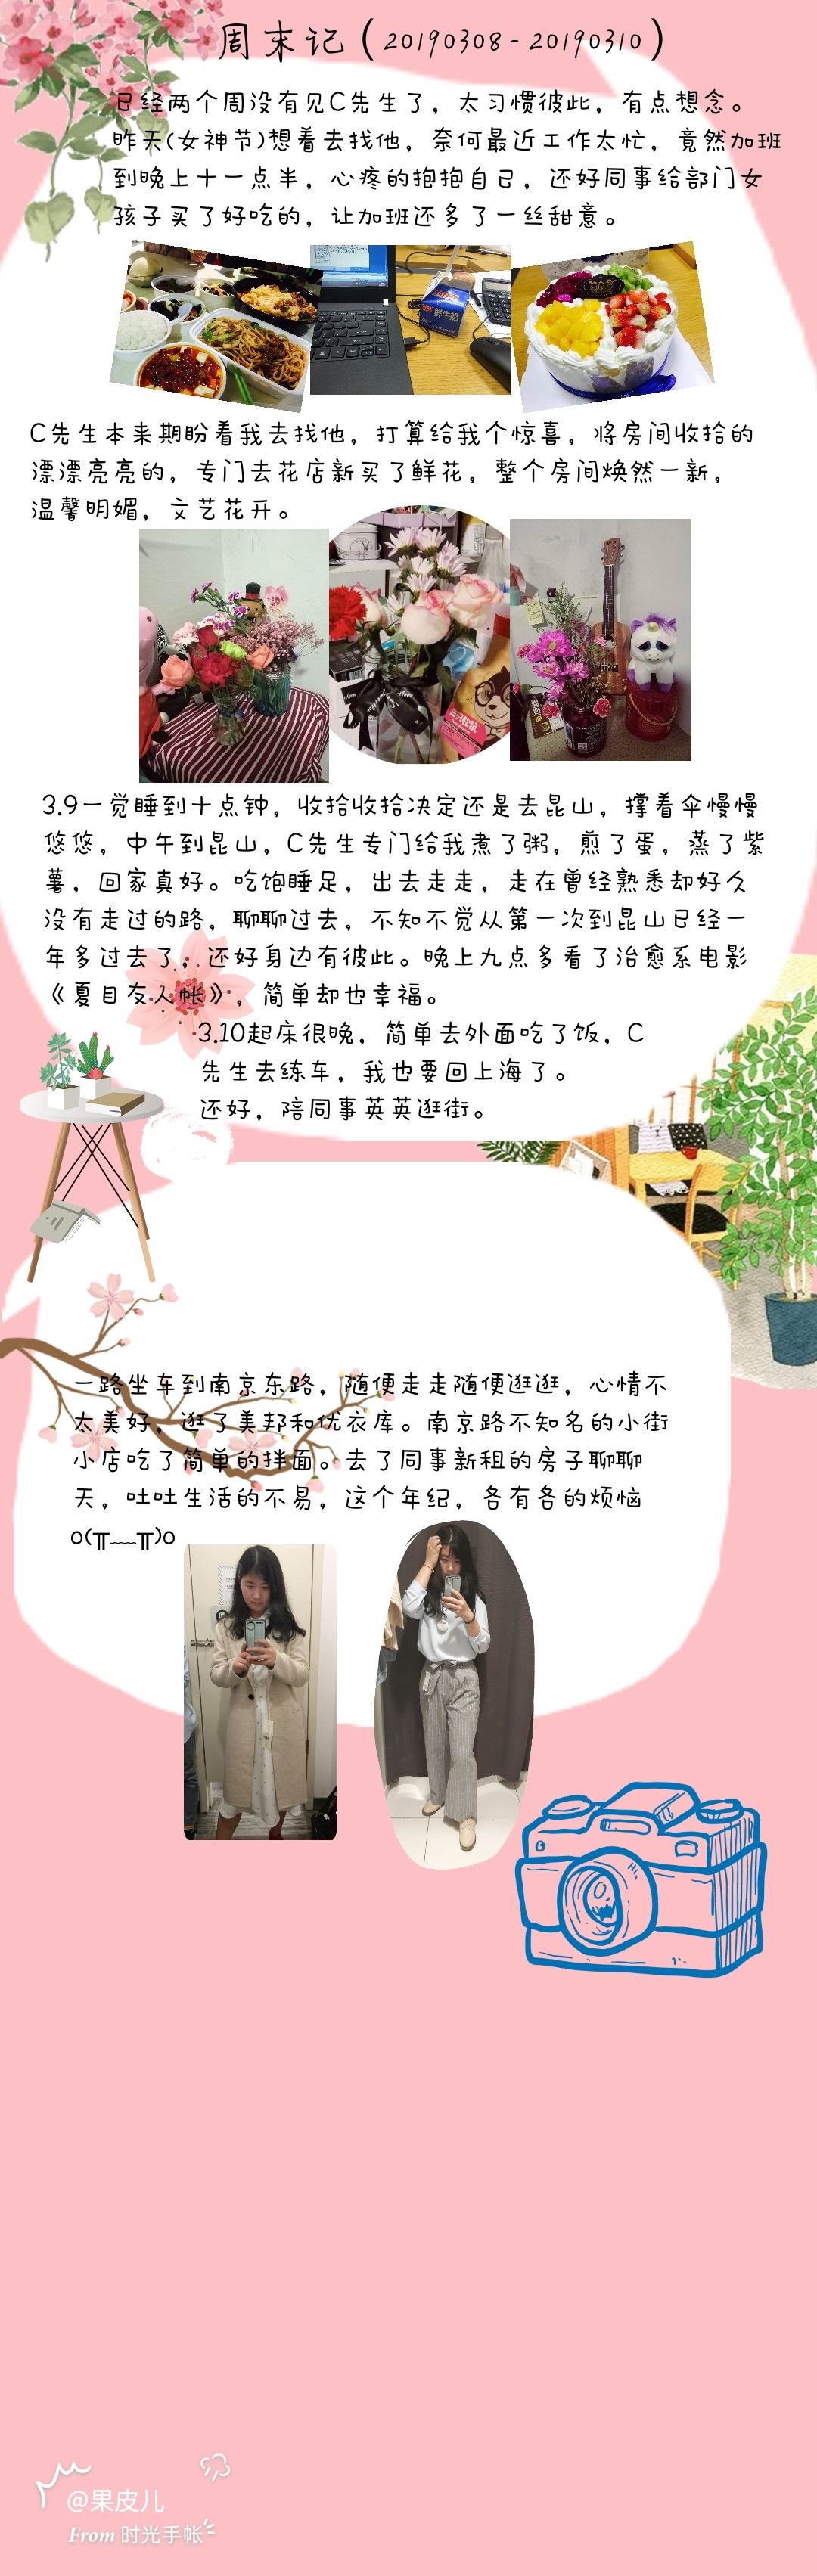 周末记（20190308-20190310）
已经两个周没有见C先生了，太习惯彼此，有点想念。
昨天(女神节)想着去找他，奈何最近工作太忙，竟然加班
到晚上十一点半，心疼的抱抱自己，还好同事给部门女
孩子买了好吃的，让加班还多了一丝甜意。
鲜牛奶
C先生本来期盼着我去找他，打算给我个惊喜，将房间收拾的
漂漂亮亮的，专门去花店新买了鲜花，整个房间焕然一新，
温馨明媚，文艺花开。
三只松鼠
3.9一觉睡到十点钟，收拾收拾决定还是去昆山，撑着伞慢慢
悠悠，中午到昆山，C先生专门给我煮了粥，煎了蛋，蒸了紫
薯，回家真好。吃饱睡足，出去走走，走在曾经熟悉却好久
没有走过的路，聊聊过去，不知不觉从第一次到昆山已经一
年多过去了，还好身边有彼此。晚上九点多看了治愈系电影
《夏目友人帐》，简单却也幸福。
3.10起床很晚，简单去外面吃了饭，C
先生去练车，我也要回上海了。
还好，陪同事英英逛街。
一路坐车到南京东路，随便走走随便逛逛，心情不
太美好，逛了美邦和优衣库。南京路不知名的小街
小店吃了简单的拌面。去了同事新租的房子聊聊
天，吐吐生活的不易，这个年纪，各有各的烦恼
o(╥﹏╥)o
@果皮儿
From 时光手帐